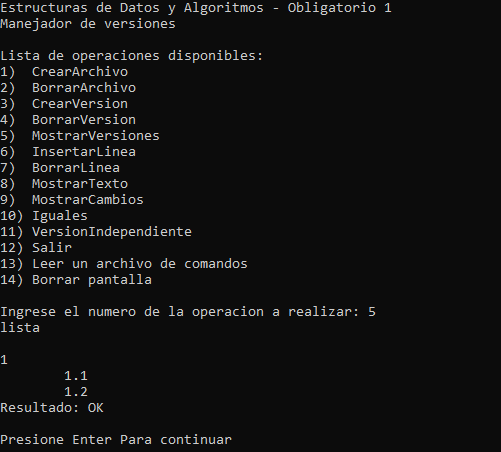 Estructuras de Datos y Algoritmos - Obligatorio 1
Manejador de versiones
Lista de operaciones disponibles:
1)  CrearArchivo
2)  BorrarArchivo
3)  CrearVersion
4)  BorrarVersion
5)  MostrarVersiones
6)  InsertarLinea
7)  BorrarLinea
8)  MostrarTexto
9)  MostrarCambios
10) Iguales
11) VersionIndependiente
12) Salir
13) Leer un archivo de comandos
14) Borrar pantalla
Ingrese el numero de la operacion a realizar: 5
lista
1
1.1
1.2
Resultado: OK
Presione Enter Para continuar